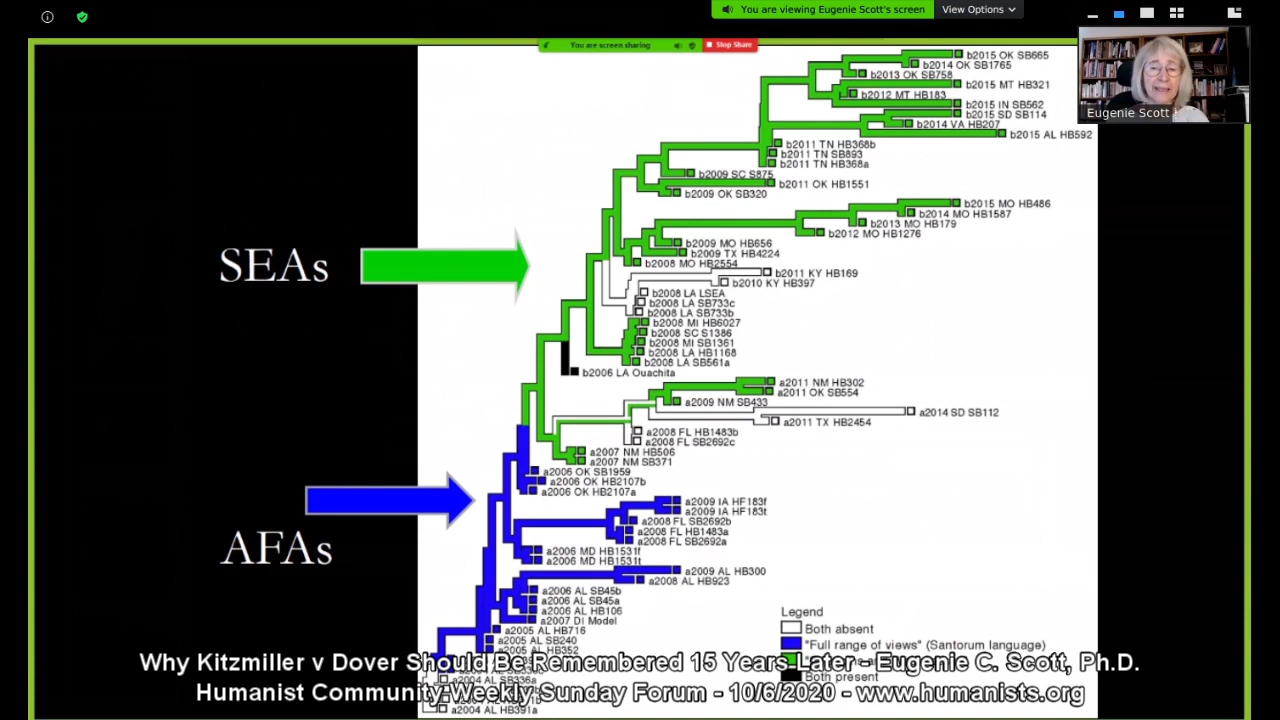 You are viewing Eugenie Scott's screen
View Options
You are screen sharing
Stop Share
Eugenie Scott
b2015 OK SB665
b2014 OK SB1765
b2013 OK SB758
b2015 MT HB321
b2012 MT HB183
b2015 IN SB562
b2015 SD SB114
b2014 VA HB207
b2015 AL HB592
b2011 TN HB368b
b2011 TN SB893
b2011 TN HB368a
b2009 SC S875
b2011 OK HB1551
b2009 OK SB320
b2015 MO HB486
b2014 MO HB1587
b2013 MO HB179
b2012 MO HB1276
b2009 MO HB656
b2009 TX HB4224
b2008 MO HB2554
SEAs
b2011 KY HB169
b2010 KY HB397
b2008 LA LSEA
b2008 LA SB733c
b2008 LA SB733b
b2008 MI HB6027
b2008 SC S1386
b2008 MI SB1361
b2008 LA HB1168
b2008 LA SB561a
b2006 LA Ouachita
a2011 NM HB302
a2011 OK SB554
a2009 NM SB433
a2014 SD SB112
a2011 TX HB2454
a2008 FL HB1483b
a2008 FL SB2692c
a2007 NM HB506
a2007 NM SB371
a2006 OK SB1959
a2006 OK HB2107b
a2006 OK HB2107a
a2009 IA HF183f
a2009 IA HF183t
a2008 FL SB2692b
a2008 FL HB1483a
a2008 FL SB2692a
AFAs
a2006 MD HB1531f
a2006 MD HB1531t
a2009 AL HB300
a2008 AL HB923
a2006 AL SB45b
a2006 AL SB45a
a2006 AL HB106
a2007 DI Model
a2005 AL HB716
a2005 AL SB240
a2005 AL HB352
a2004 AL SB336a
a2004 AL HB391a
Legend
Both absent
"Full range of views" (Santorum language)
Both present
Why Kitzmiller v Dover Should Be Remembered 15 Years Later - Eugenie C. Scott, Ph.D.
Humanist Community Weekly Sunday Forum - 10/6/2020 - www.humanists.org